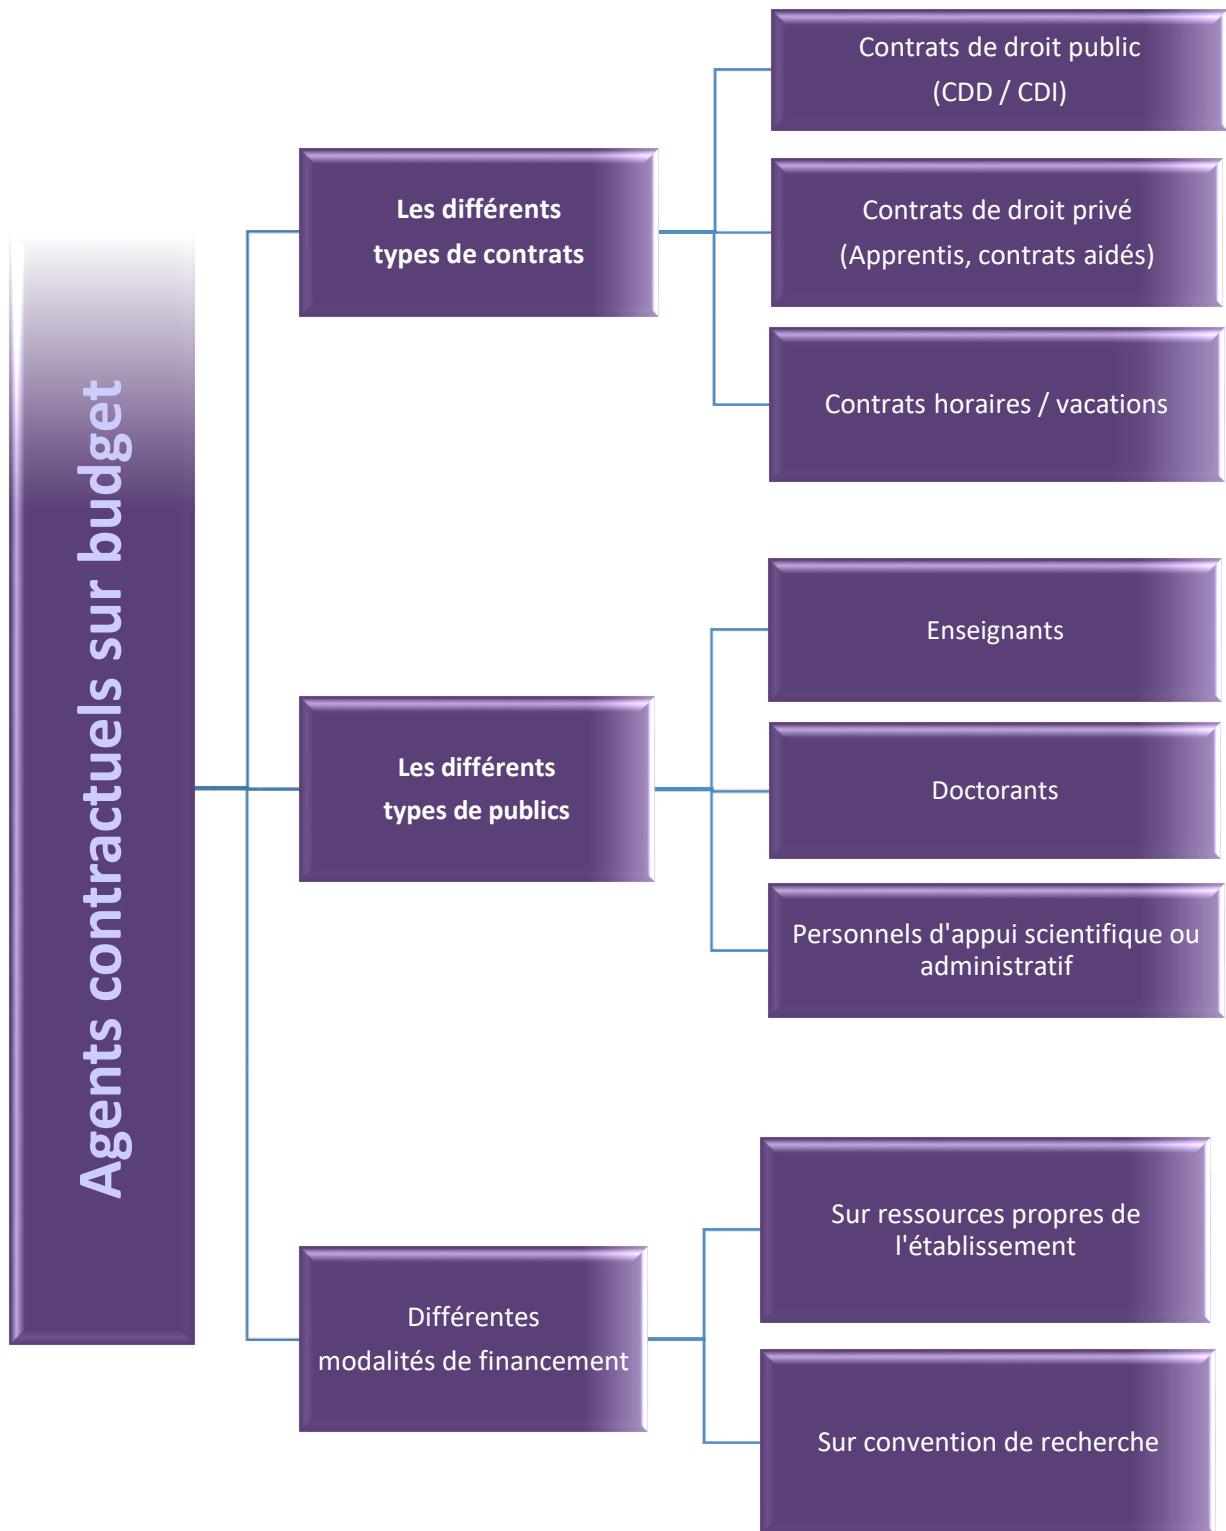 Agents contractuels sur budget
Les différents
types de contrats
Contrats de droit public
(CDD / CDI)
Contrats de droit privé
(Apprentis, contrats aidés)
Contrats horaires / vacations
Les différents
types de publics
Enseignants
Doctorants
Personnels d'appui scientifique ou
administratif
Différentes
modalités de financement
Sur ressources propres de
l'établissement
Sur convention de recherche